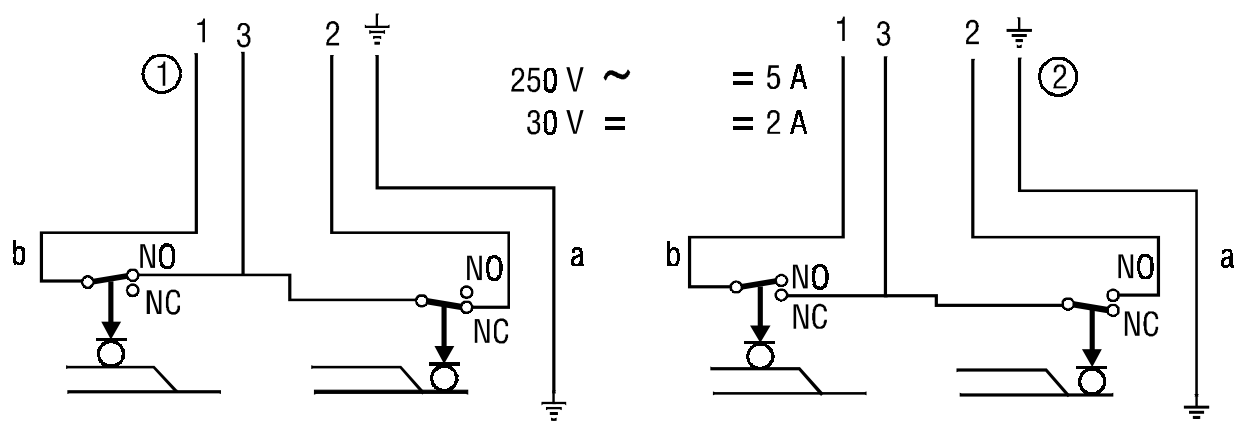 1 3 2
①
250 V ~ = 5 A
30 V = = 2 A
b
NO
NC
NO
NC
a
1 3 2
②
b
NO
NC
NO
NC
a